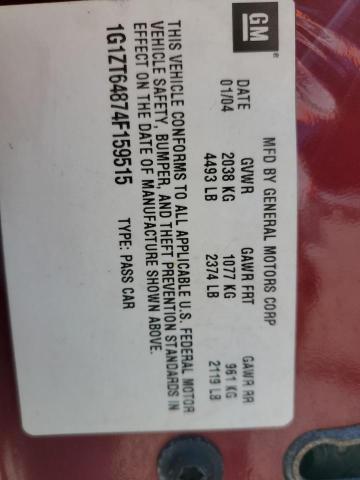 GM
®
MFD BY GENERAL MOTORS CORP
DATE GVWR GAWR FRT GAWR RR
01/04 2038 KG 1077 KG 961 KG
4493 LB 2374 LB 2119 LB
THIS VEHICLE CONFORMS TO ALL APPLICABLE U.S. FEDERAL MOTOR
VEHICLE SAFETY, BUMPER, AND THEFT PREVENTION STANDARDS IN
EFFECT ON THE DATE OF MANUFACTURE SHOWN ABOVE.
1G1ZT64874F159515 TYPE: PASS CAR